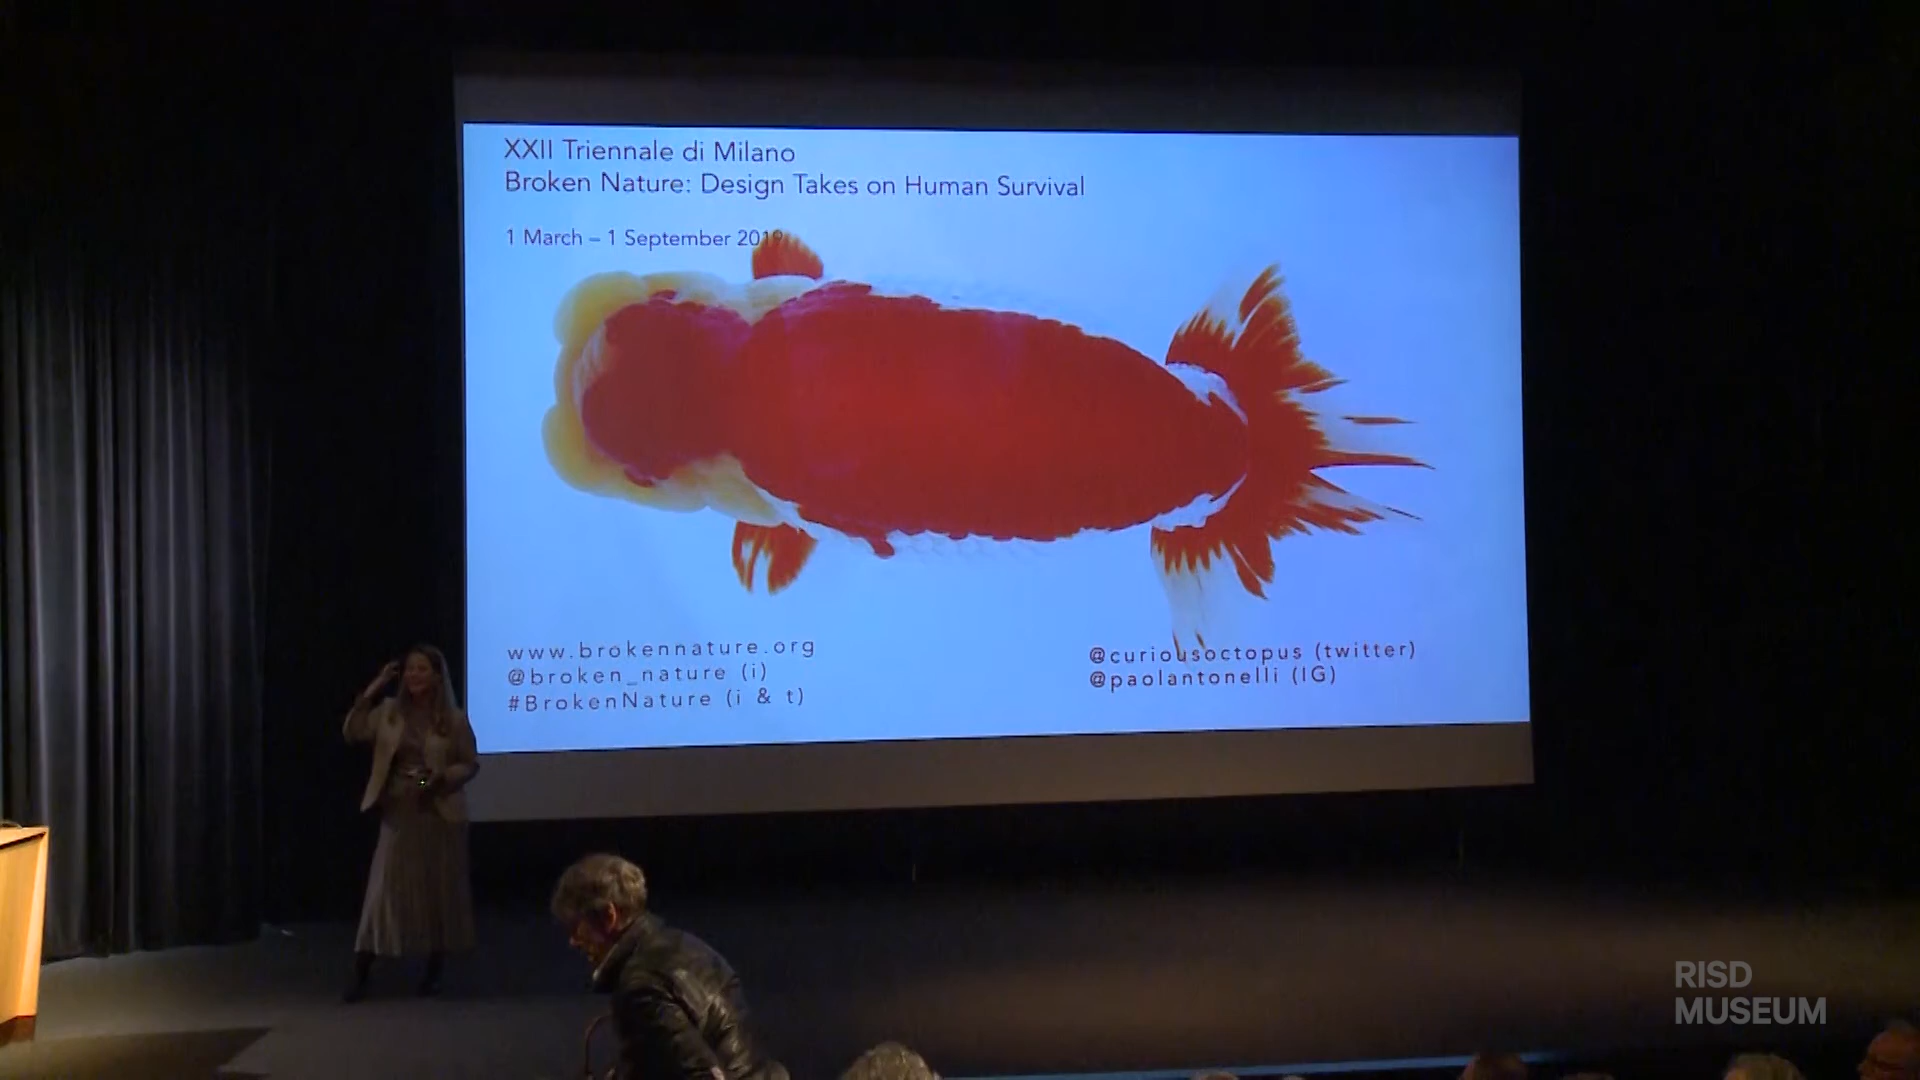 XXII Triennale di Milano
Broken Nature: Design Takes on Human Survival
1 March – 1 September 2019
www.brokennature.org
@broken_nature (i)
#BrokenNature (i & t)
@curiousoctopus (twitter)
@paolantonelli (IG)
RISD
MUSEUM